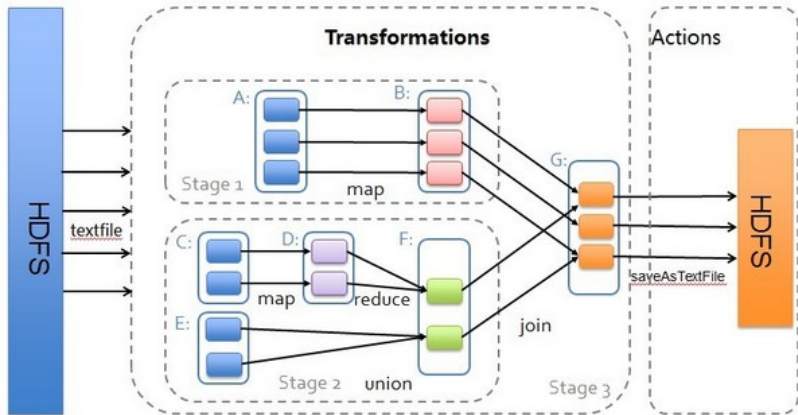 Transformations
Actions
HDFS
textfile
A:
B:
Stage 1
map
G:
C:
D:
F:
map
reduce
E:
Stage 2
union
join
Stage 3
saveAsTextFile
HDFS